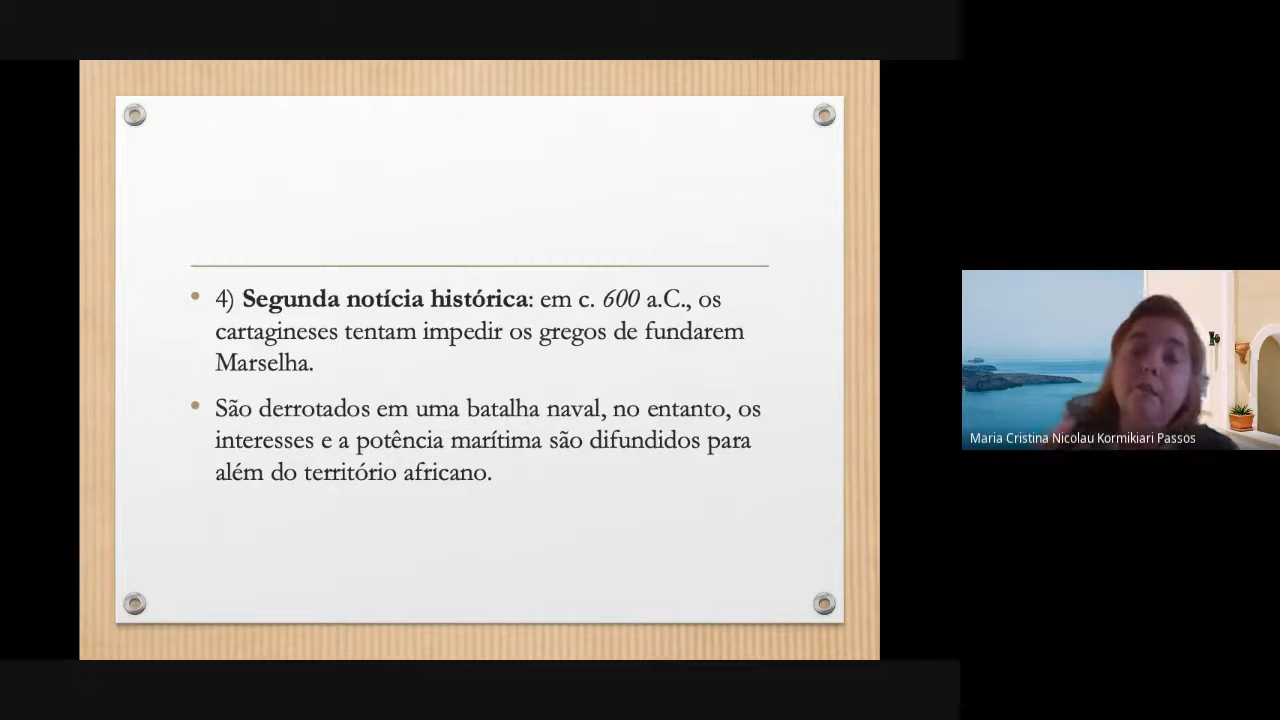 • 4) Segunda notícia histórica: em c. 600 a.C., os
cartagineses tentam impedir os gregos de fundarem
Marselha.
• São derrotados em uma batalha naval, no entanto, os
interesses e a potência marítima são difundidos para
além do território africano.
Maria Cristina Nicolau Kormikiari Passos